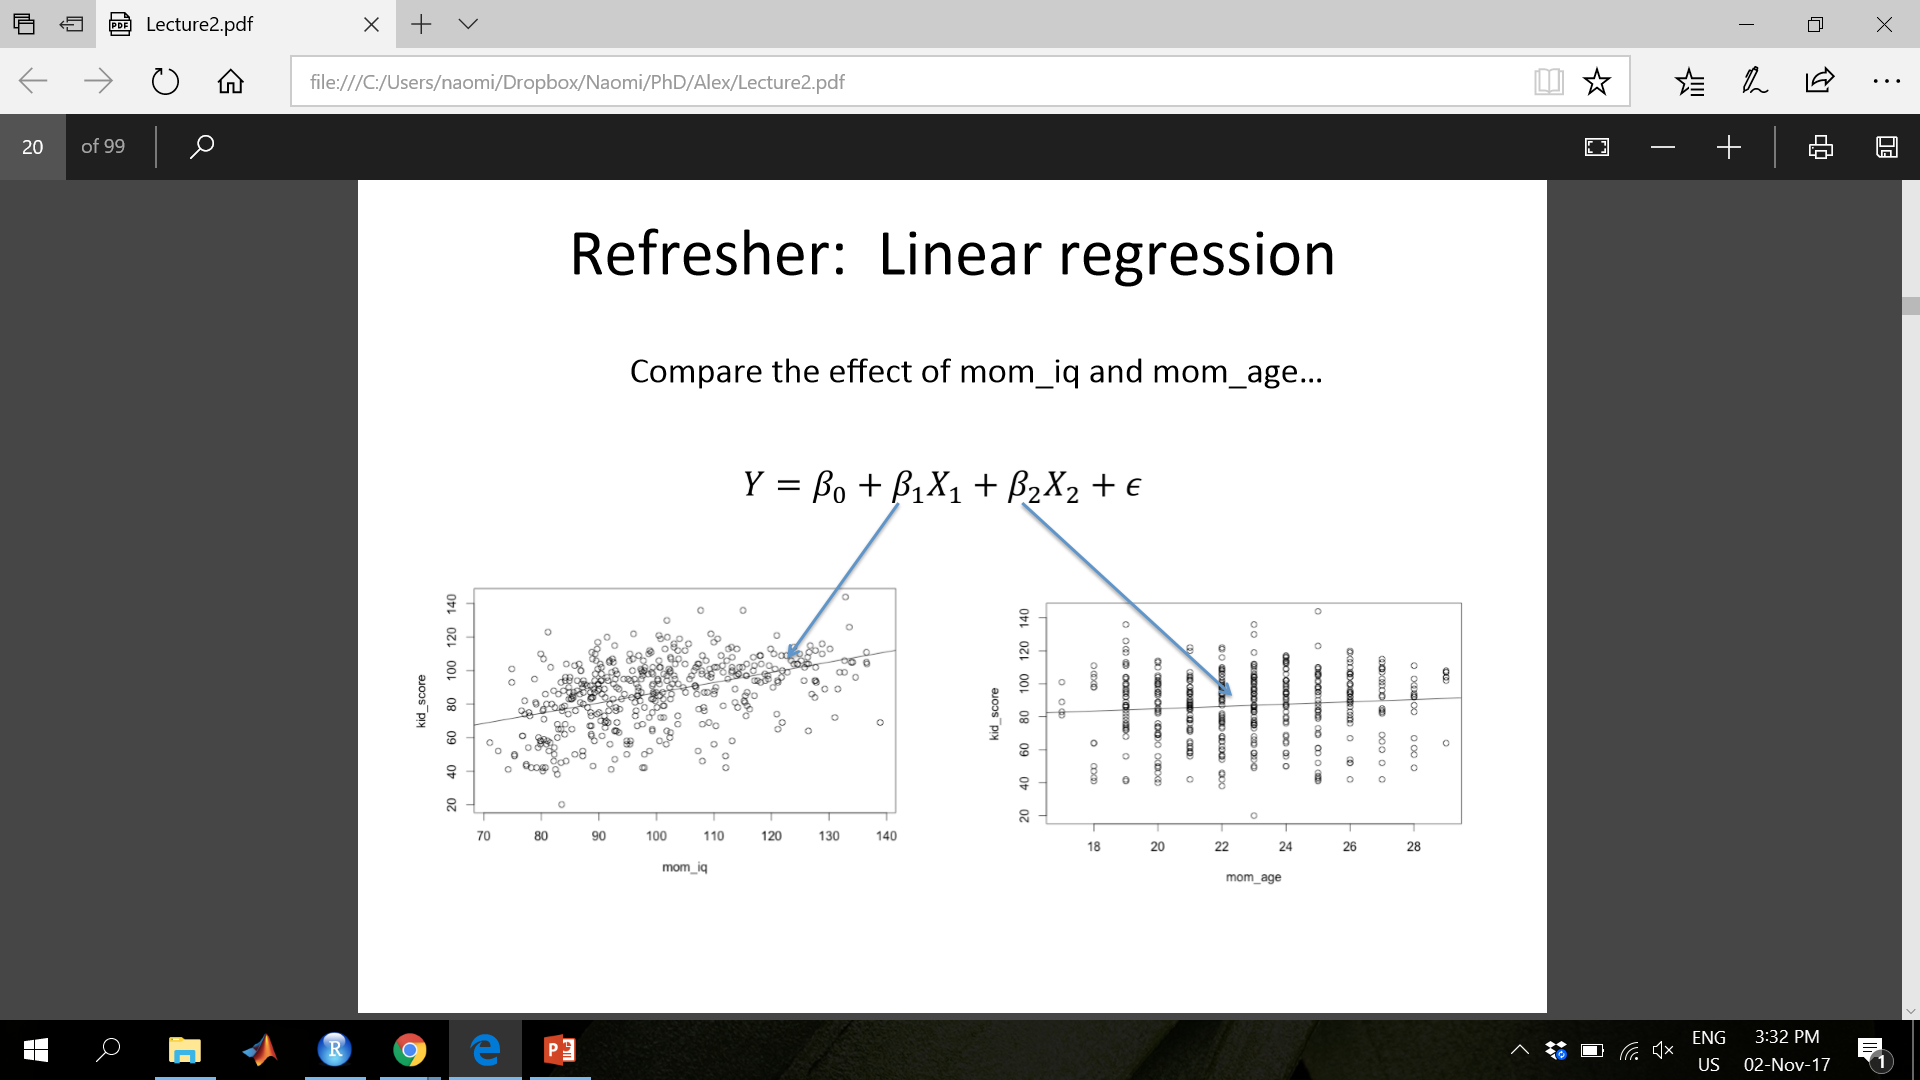 Lecture2.pdf
file:///C:/Users/naomi/Dropbox/Naomi/PhD/Alex/Lecture2.pdf
20 of 99
Refresher: Linear regression
Compare the effect of mom_iq and mom_age...
Y = β₀ + β₁X₁ + β₂X₂ + ϵ
kid_score
140
120
100
80
60
40
20
70 80 90 100 110 120 130 140
mom_iq
kid_score
140
120
100
80
60
40
20
18 20 22 24 26 28
mom_age
ENG
US
3:32 PM
02-Nov-17
1